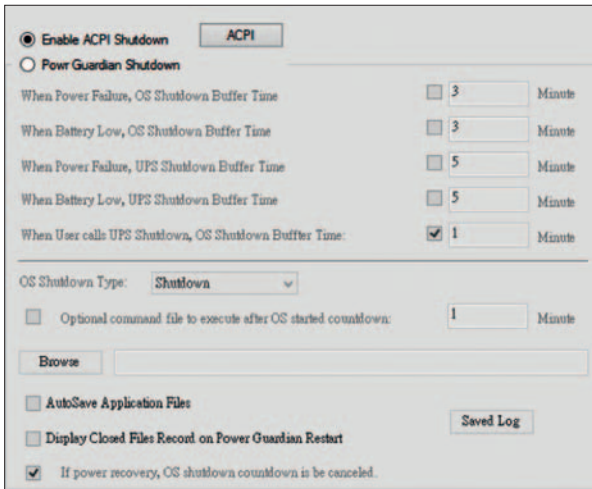 Enable ACPI Shutdown ACPI
Powr Guardian Shutdown
When Power Failure, OS Shutdown Buffer Time 3 Minute
When Battery Low, OS Shutdown Buffer Time 3 Minute
When Power Failure, UPS Shutdown Buffer Time 5 Minute
When Battery Low, UPS Shutdown Buffer Time 5 Minute
When User calls UPS Shutdown, OS Shutdown Buffter Time: 1 Minute
OS Shutdown Type: Shutdown
Optional command file to execute after OS started countdown: 1 Minute
Browse
AutoSave Application Files
Saved Log
Display Closed Files Record on Power Guardian Restart
If power recovery, OS shutdown countdown is be canceled.